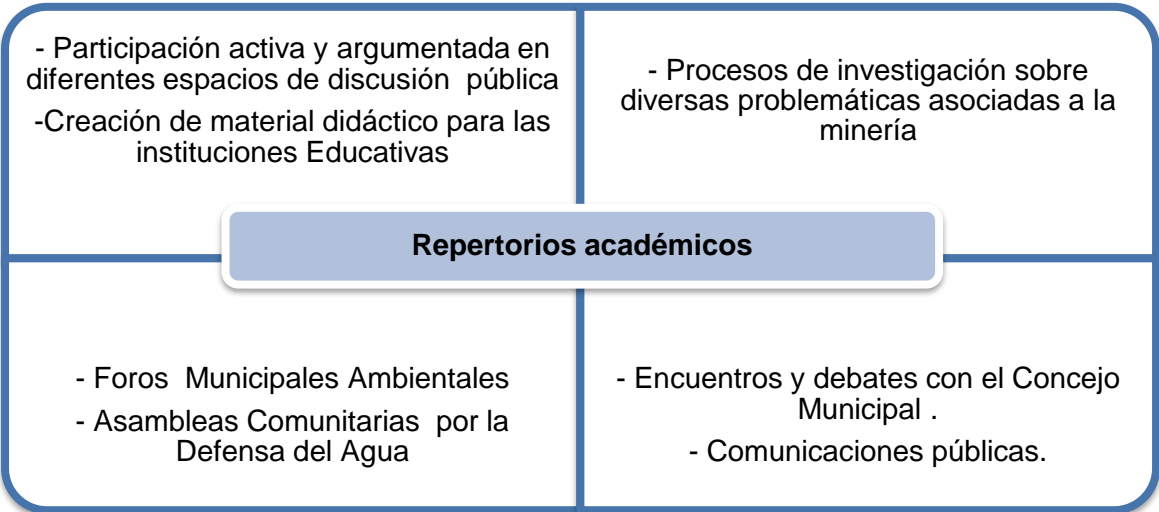 - Participación activa y argumentada en
diferentes espacios de discusión pública
-Creación de material didáctico para las
instituciones Educativas
- Procesos de investigación sobre
diversas problemáticas asociadas a la
minería
Repertorios académicos
- Foros Municipales Ambientales
- Asambleas Comunitarias por la
Defensa del Agua
- Encuentros y debates con el Concejo
Municipal .
- Comunicaciones públicas.